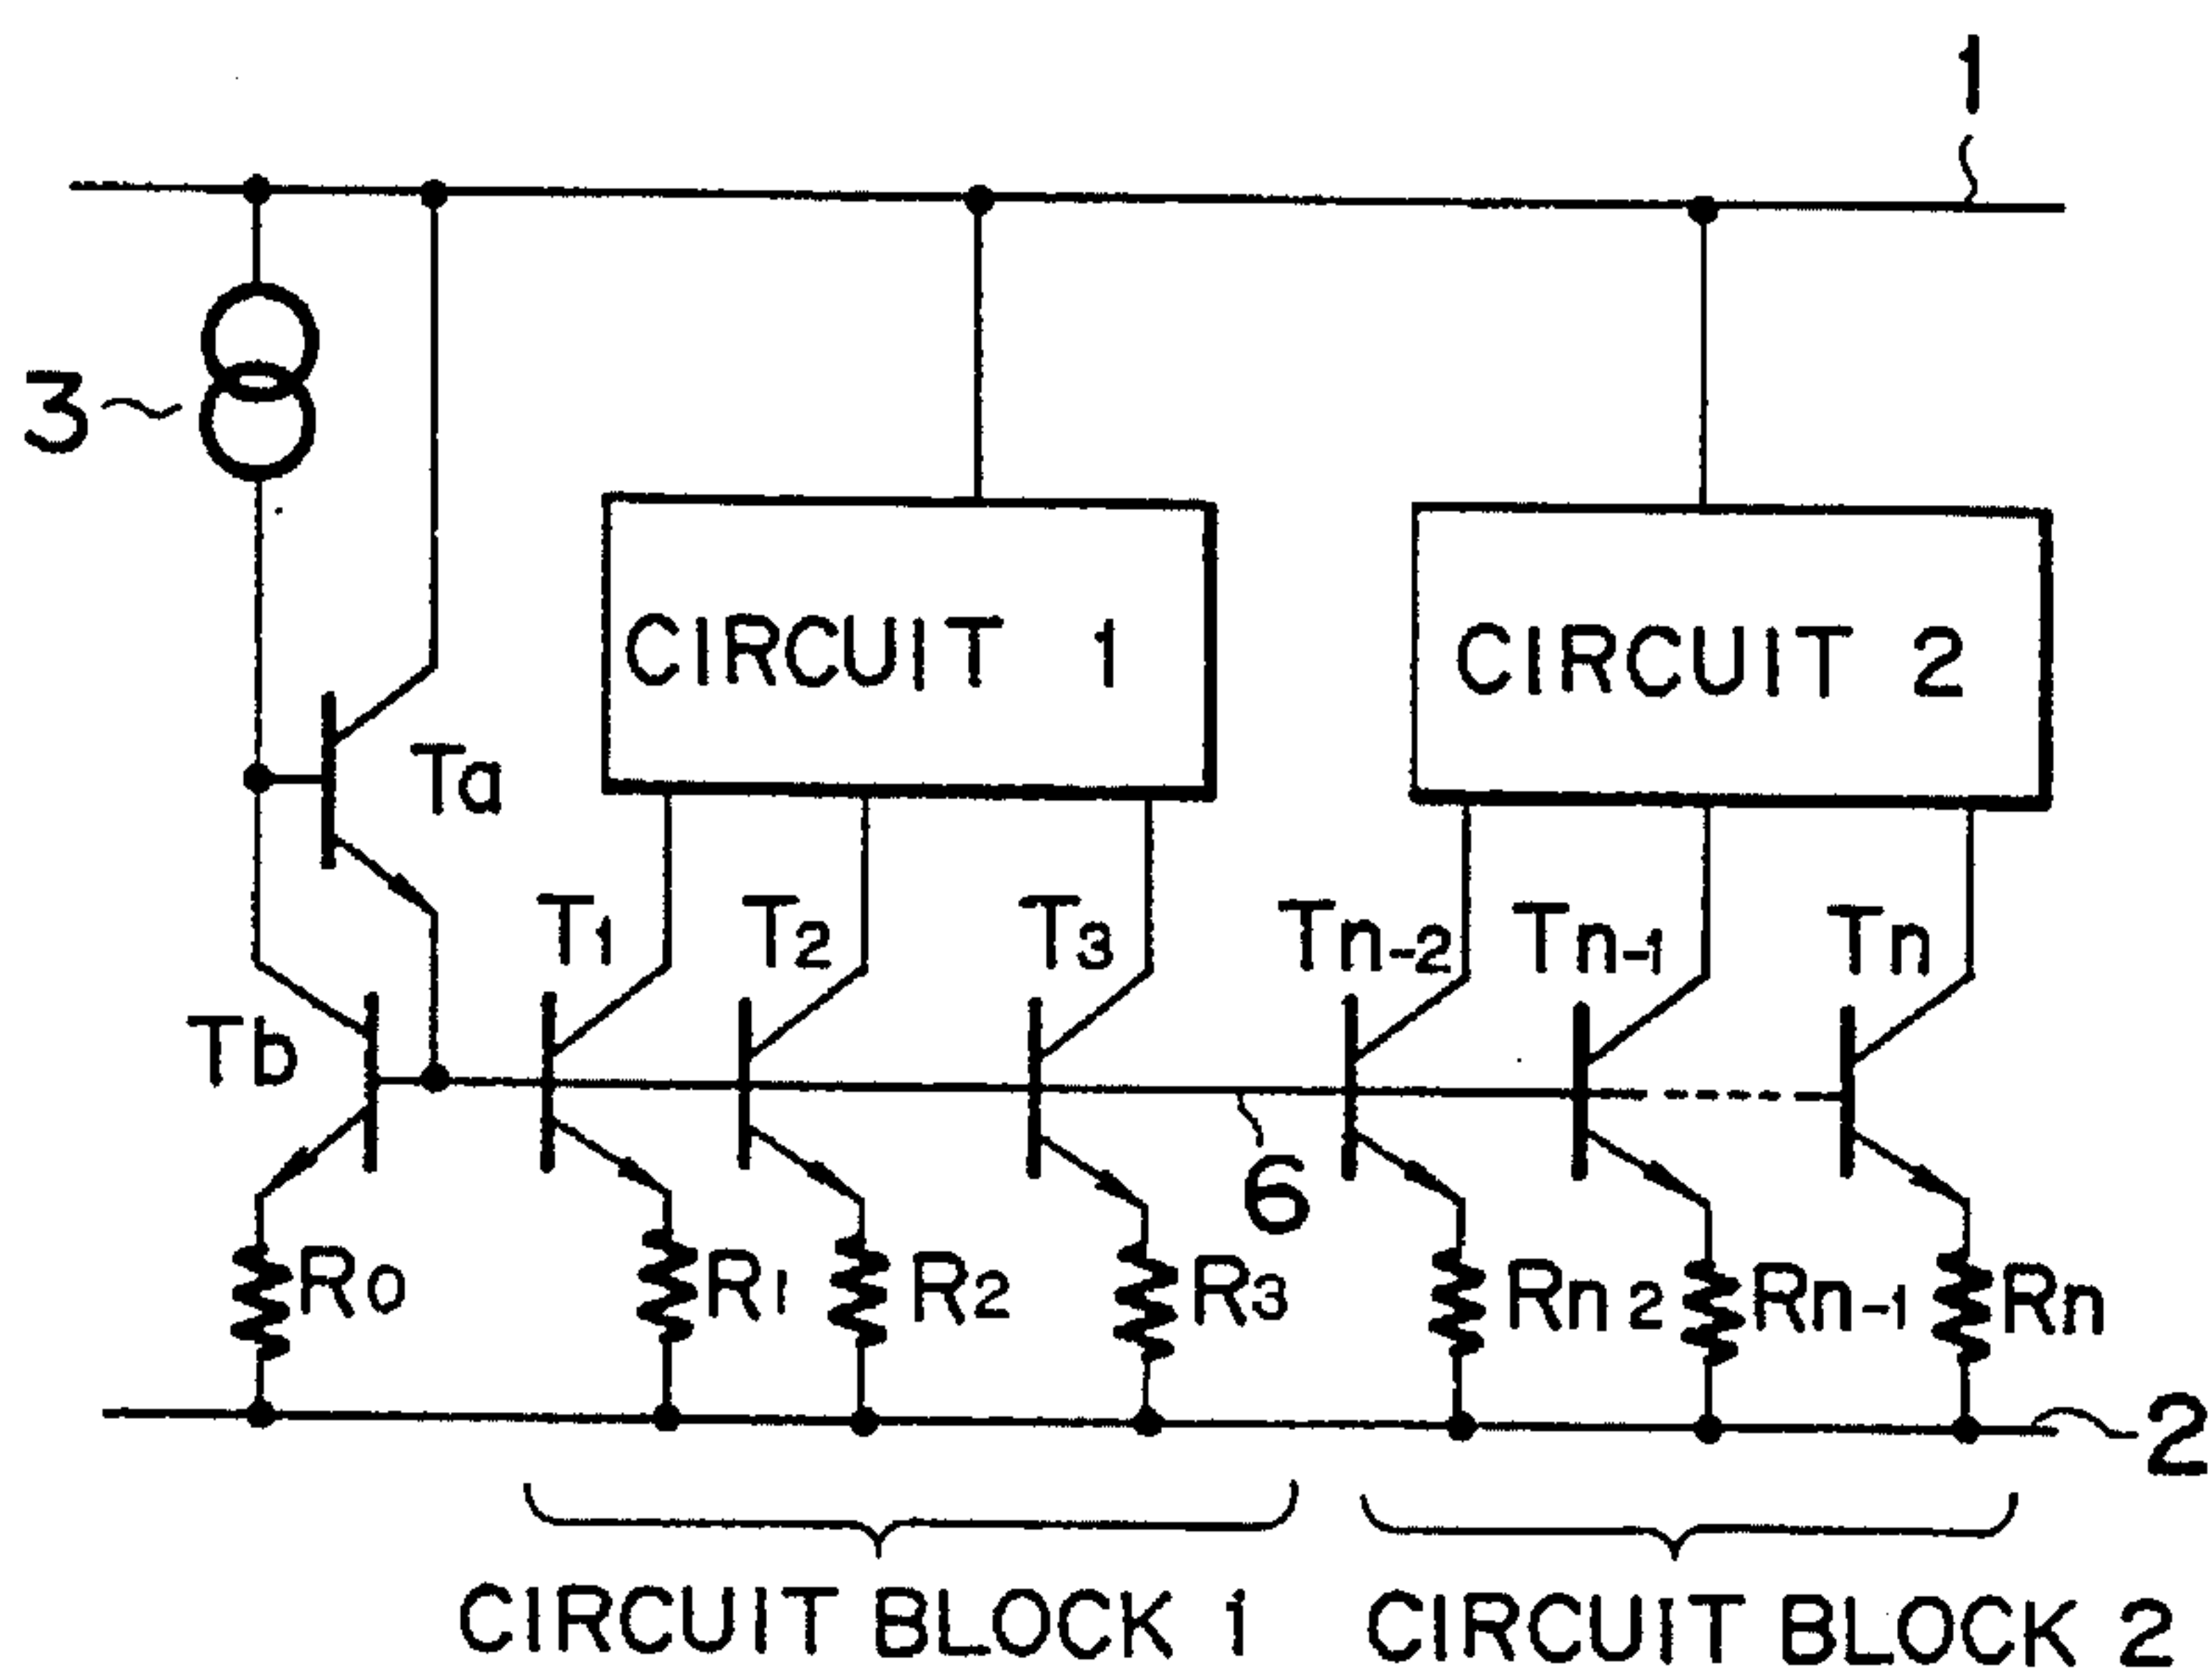 1
3
CIRCUIT 1
CIRCUIT 2
Ta
T1
T2
T3
Tn-2
Tn-1
Tn
Tb
6
Ro
R1
R2
R3
Rn 2
Rn-1
Rn
2
CIRCUIT BLOCK 1
CIRCUIT BLOCK 2